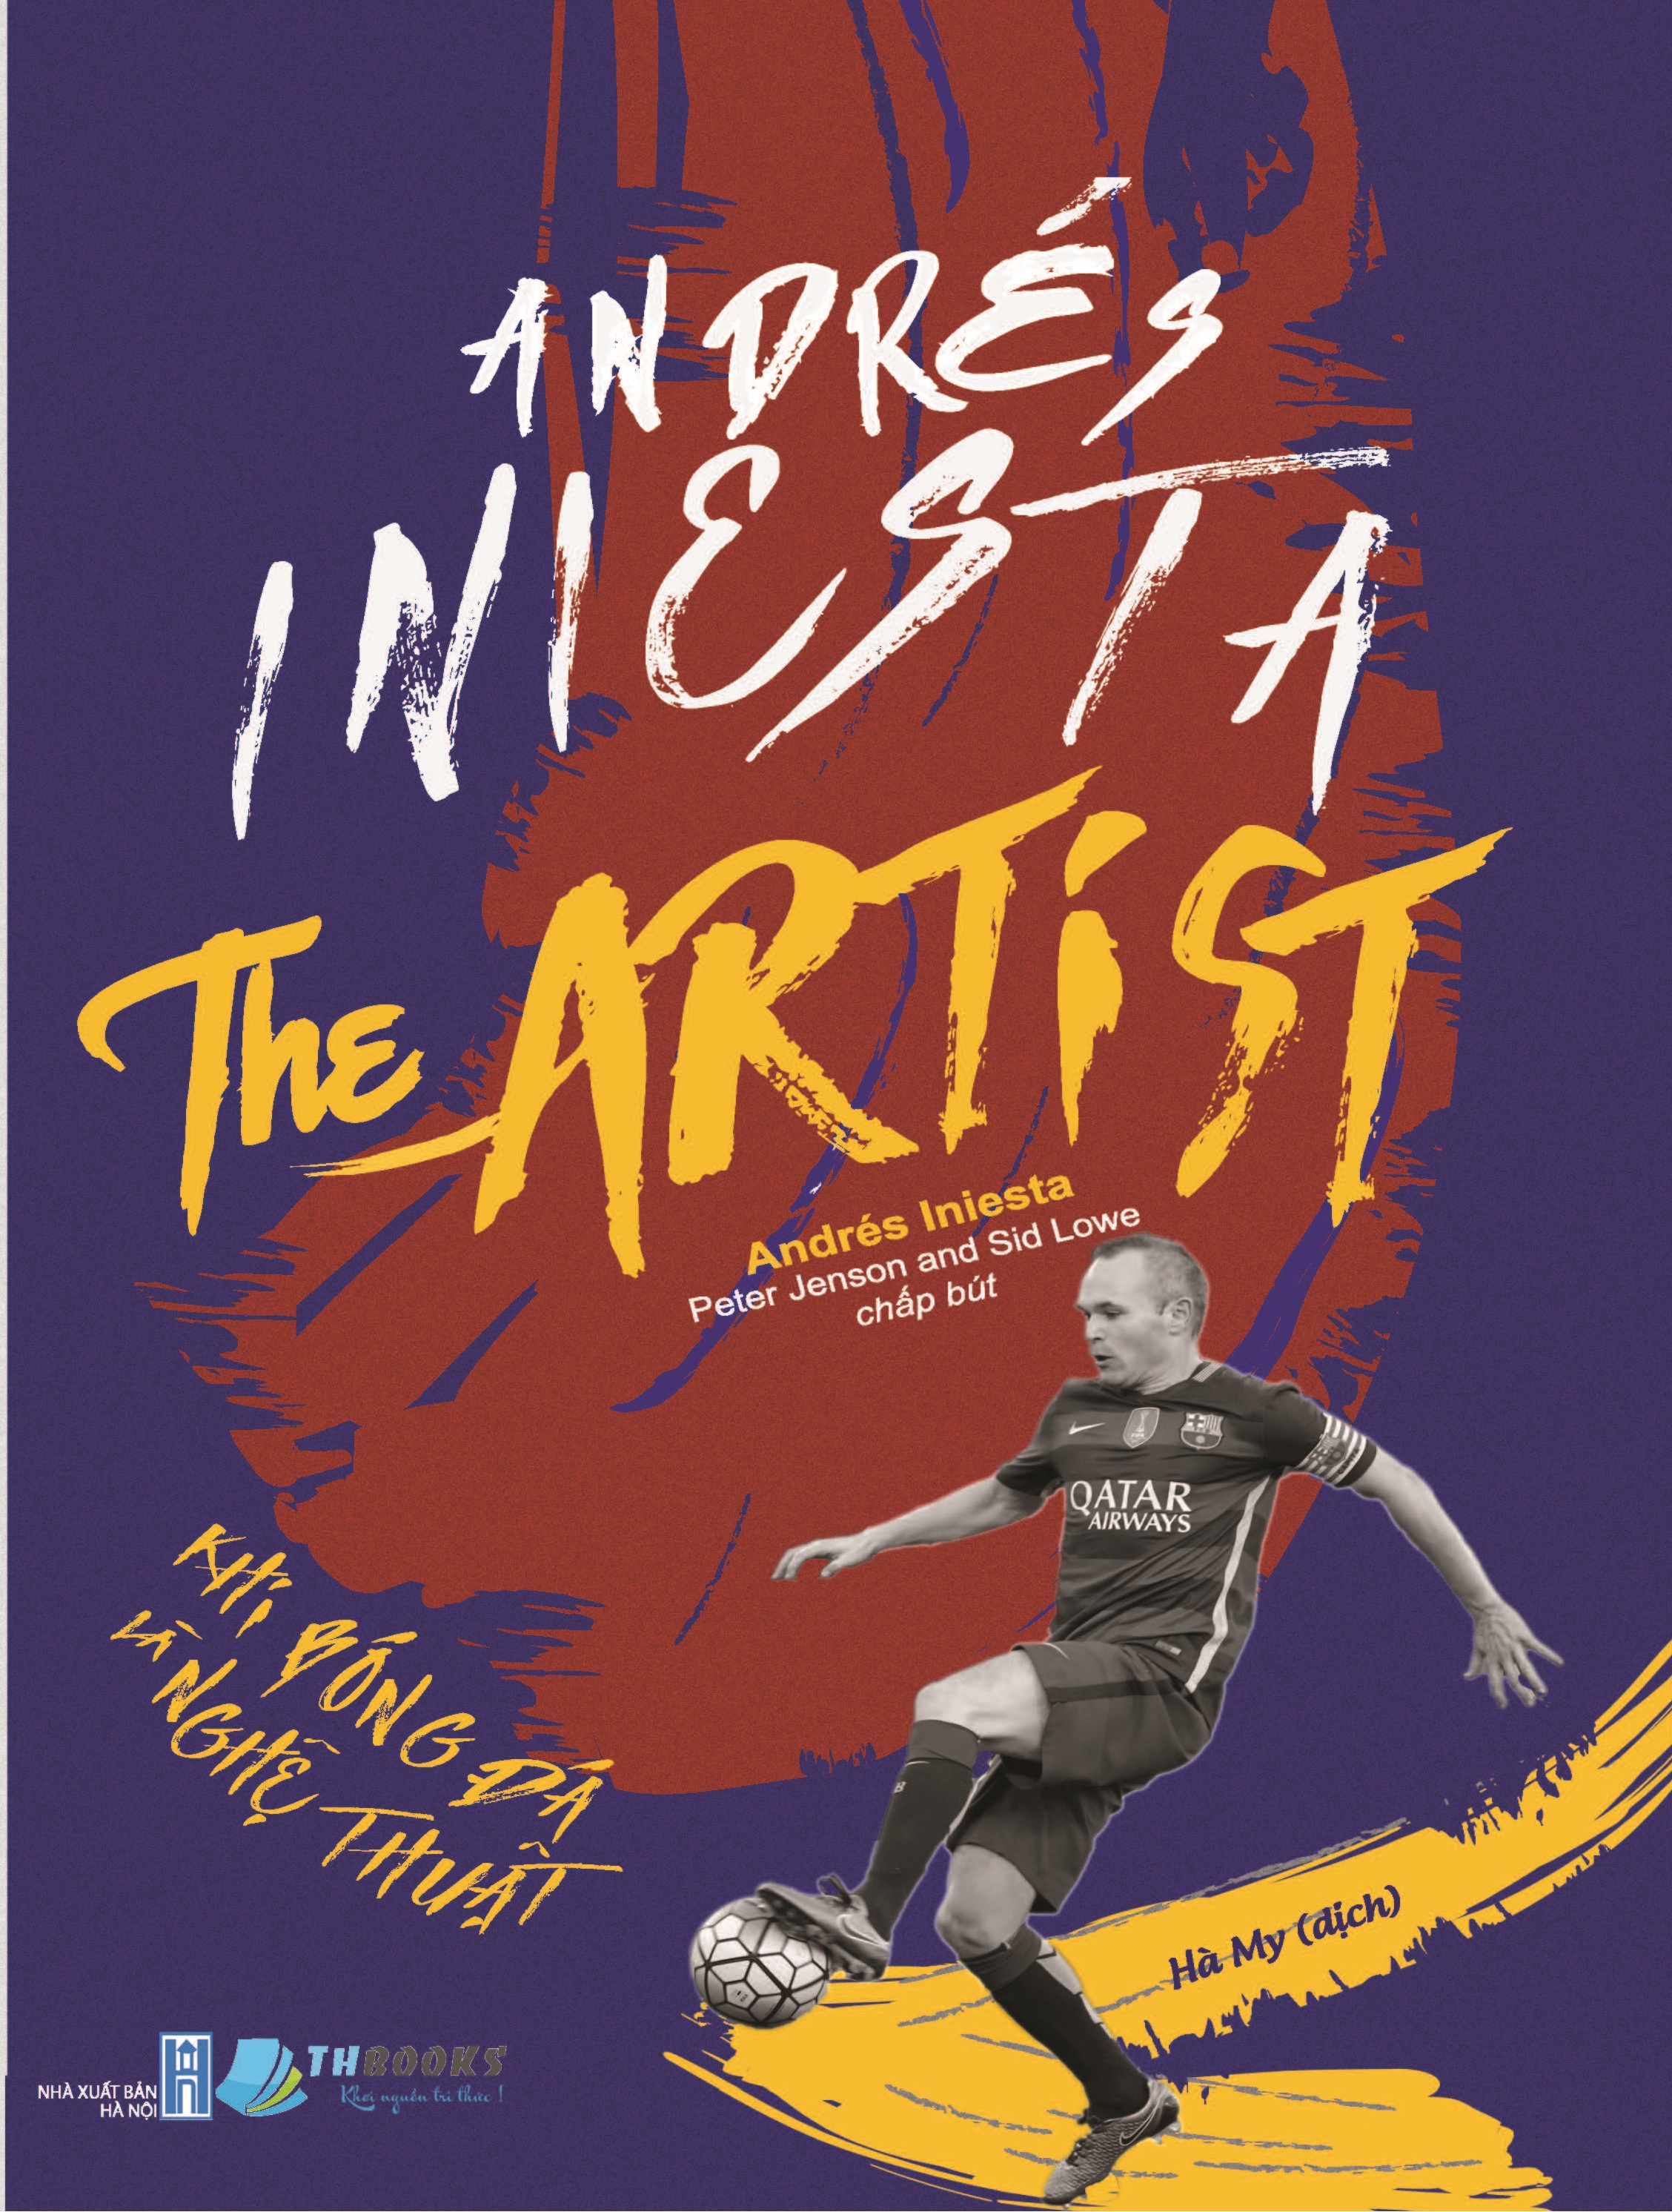 ANDRÉS
INIESTA
The ARTIST
Andrés Iniesta
Peter Jenson and Sid Lowe
chấp bút
QATAR
AIRWAYS
KHI BÓNG ĐÁ
LÀ NGHỆ THUẬT
Hà My (dịch)
NHÀ XUẤT BẢN
HÀ NỘI
THBOOKS
Khơi nguồn tri thức !